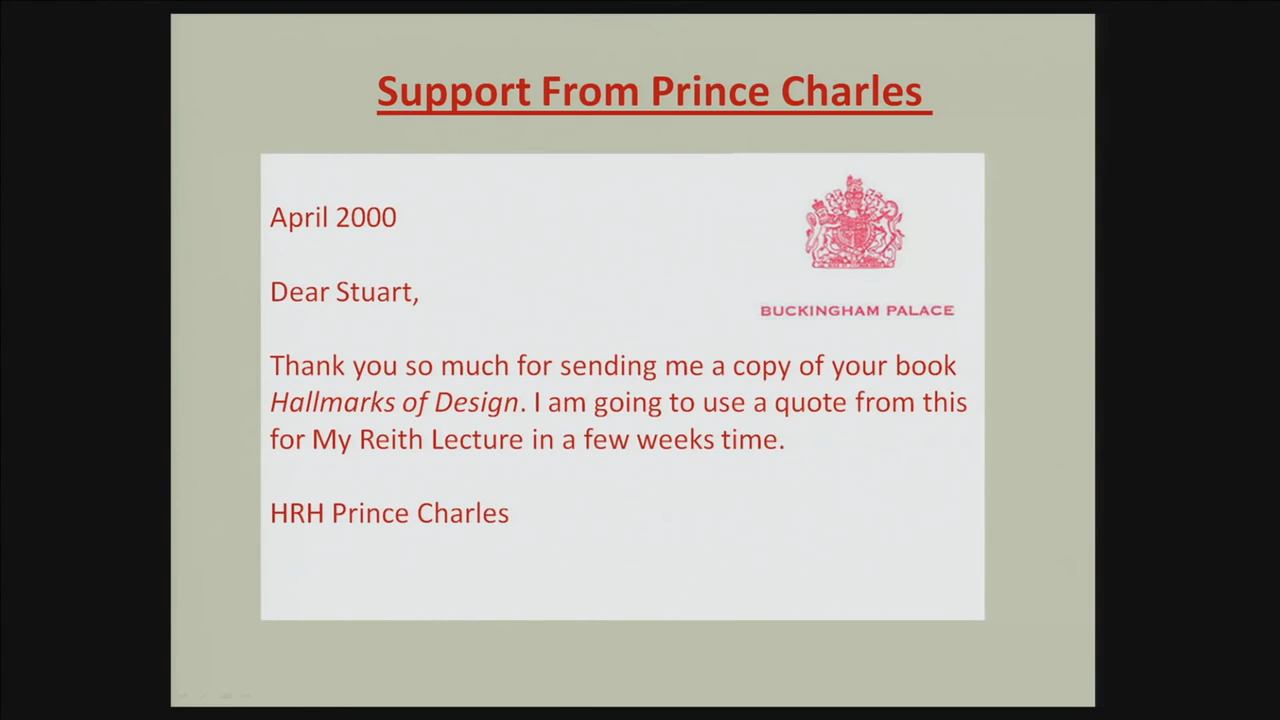 Support From Prince Charles
April 2000
Dear Stuart,
BUCKINGHAM PALACE
Thank you so much for sending me a copy of your book
Hallmarks of Design. I am going to use a quote from this
for My Reith Lecture in a few weeks time.
HRH Prince Charles